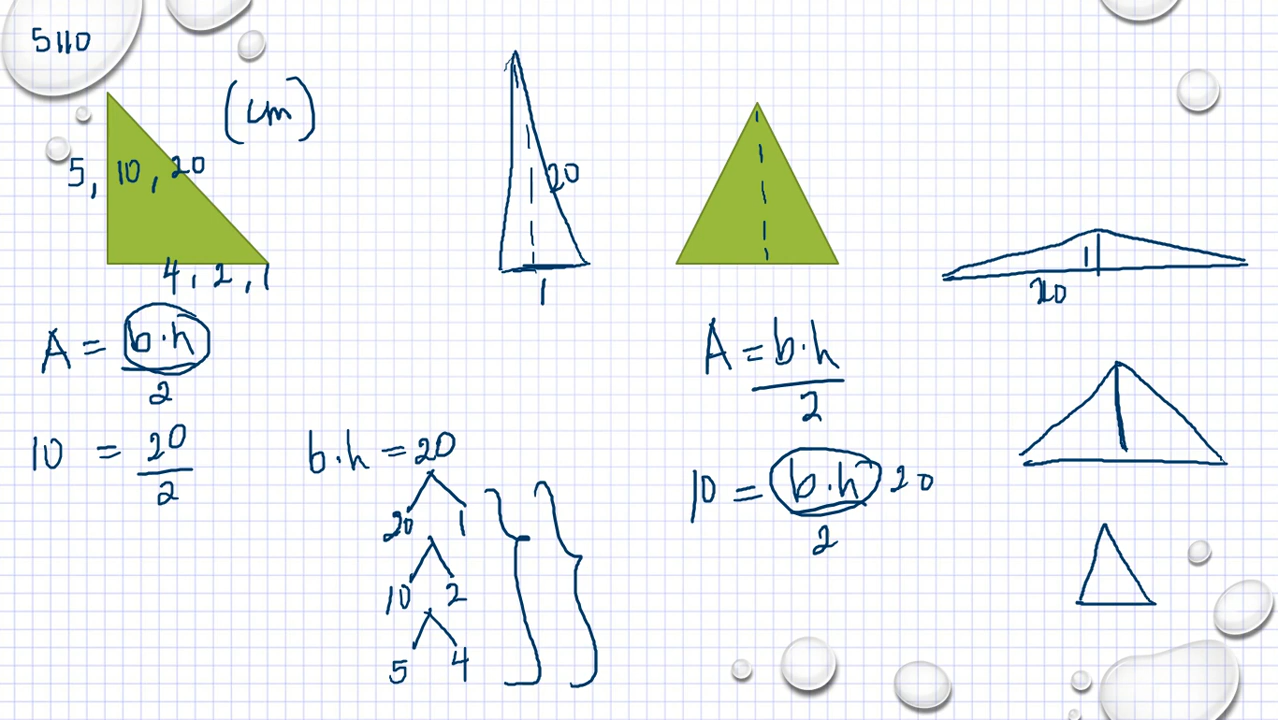 5110
(cm)
5, 10, 20
4, 2, 1
20
1
1
20
A = b·h
2
10 = 20
2
b·h = 20
20 1
10 2
5 4
A = b·h
2
10 = b·h 20
2